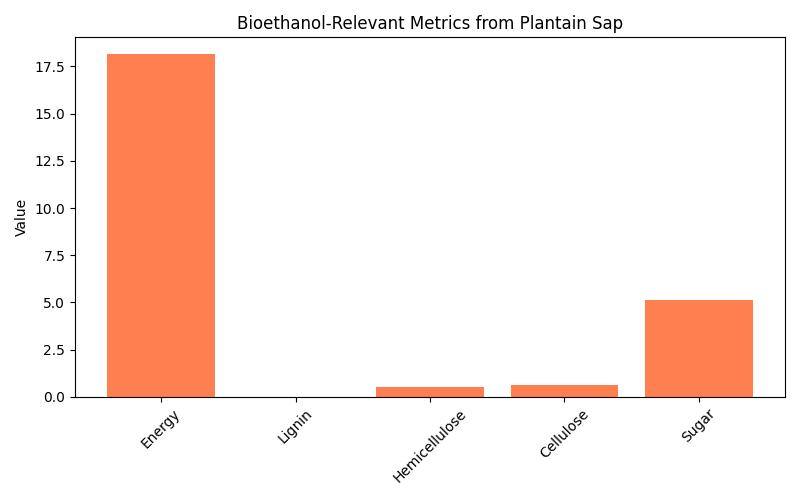 Bioethanol-Relevant Metrics from Plantain Sap
Value
17.5
15.0
12.5
10.0
7.5
5.0
2.5
0.0
Energy
Lignin
Hemicellulose
Cellulose
Sugar